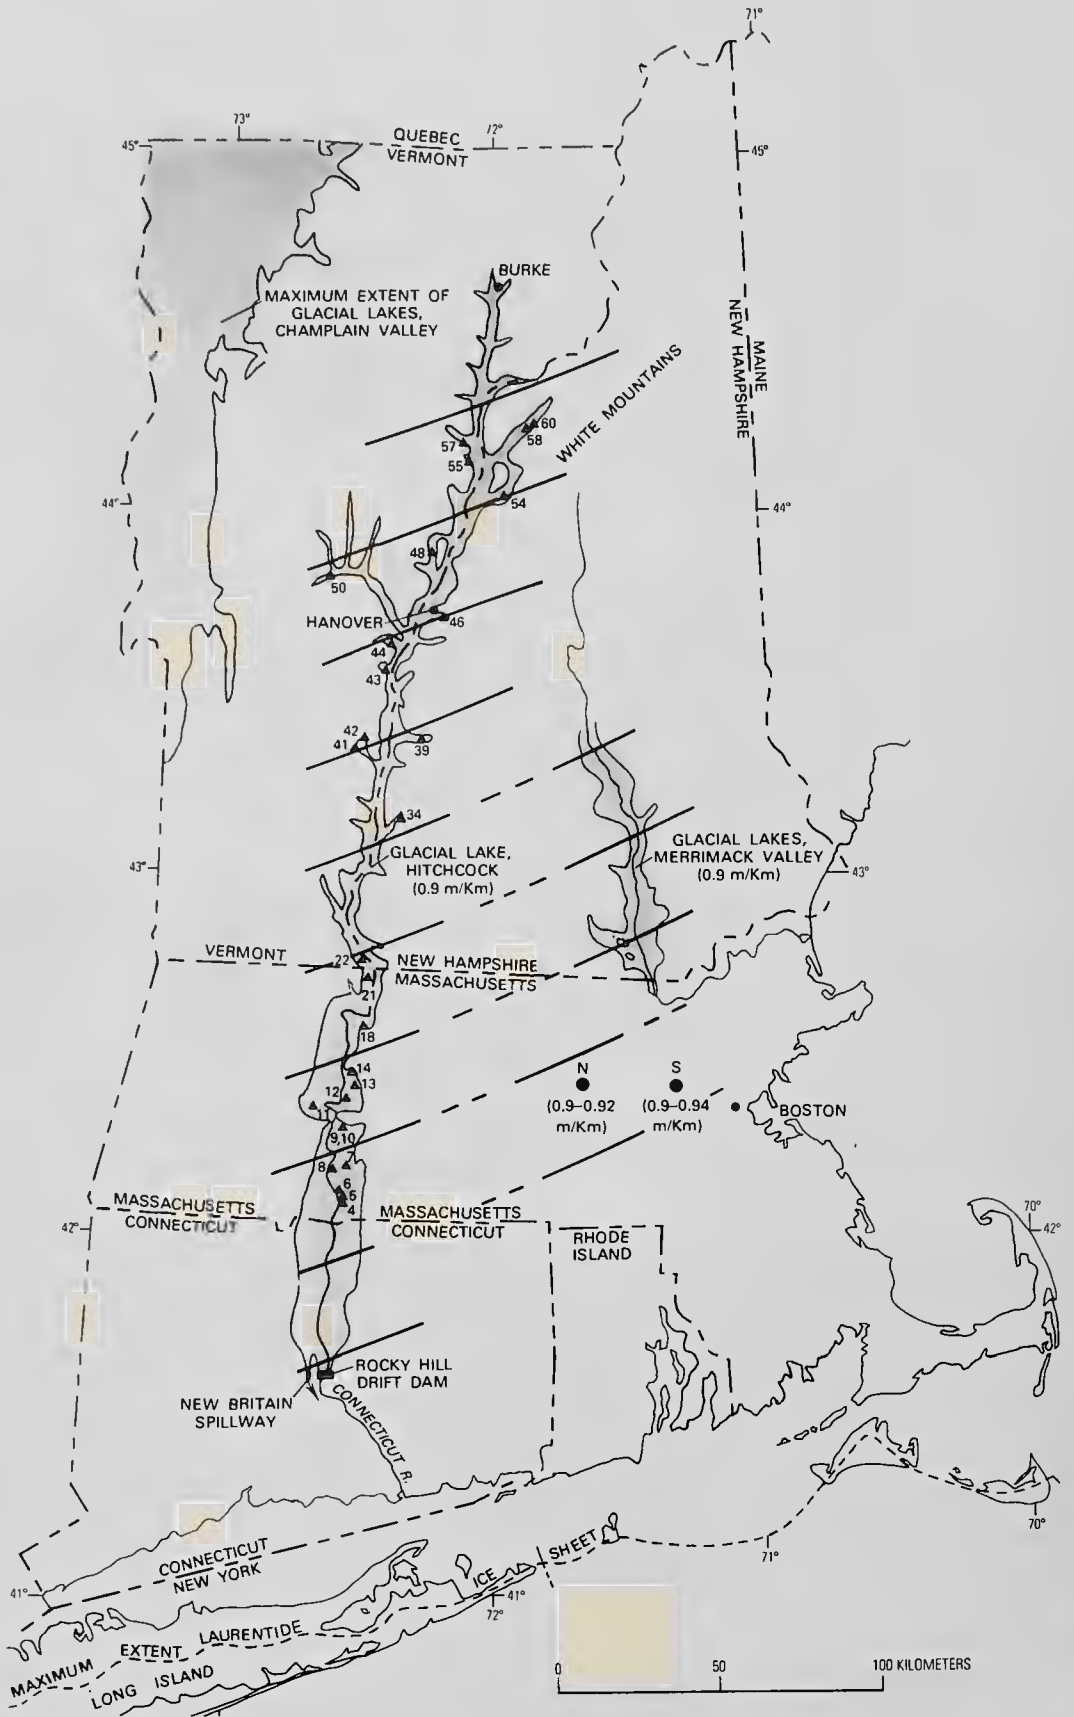 71°
73°
72°
QUEBEC
VERMONT
45°
45°
BURKE
MAXIMUM EXTENT OF
GLACIAL LAKES,
CHAMPLAIN VALLEY
MAINE
NEW HAMPSHIRE
WHITE MOUNTAINS
60
58
57
55
54
44°
44°
48
50
HANOVER
46
44
43
42
41
39
34
GLACIAL LAKE,
HITCHCOCK
(0.9 m/Km)
GLACIAL LAKES,
MERRIMACK VALLEY
(0.9 m/Km)
43°
43°
VERMONT
22
NEW HAMPSHIRE
MASSACHUSETTS
21
18
14
13
12
11
N
S
(0.9–0.92
m/Km)
(0.9–0.94
m/Km)
BOSTON
9,10
8
7
6
5
4
MASSACHUSETTS
CONNECTICUT
MASSACHUSETTS
CONNECTICUT
RHODE
ISLAND
42°
70°
42°
ROCKY HILL
DRIFT DAM
NEW BRITAIN
SPILLWAY
CONNECTICUT R.
CONNECTICUT
NEW YORK
41°
41°
72°
71°
70°
MAXIMUM EXTENT LAURENTIDE ICE SHEET
LONG ISLAND
0 50 100 KILOMETERS